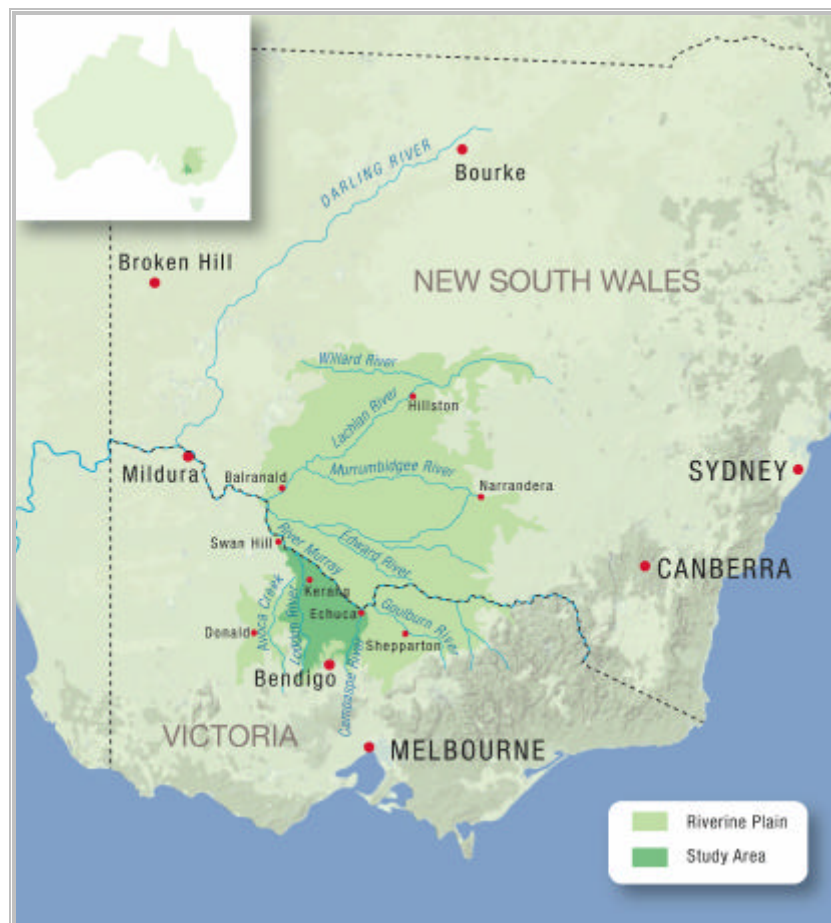 DARLING RIVER
Bourke
Broken Hill
NEW SOUTH WALES
Willard River
Hillston
Lachlan River
Mildura
Balranald
Murrumbidgee River
Narrandera
SYDNEY
Swan Hill
River Murray
Edward River
CANBERRA
Kerang
Avoca Creek
Loddon River
Echuca
Goulburn River
Donald
Shepparton
Bendigo
Campaspe River
VICTORIA
MELBOURNE
Riverine Plain
Study Area